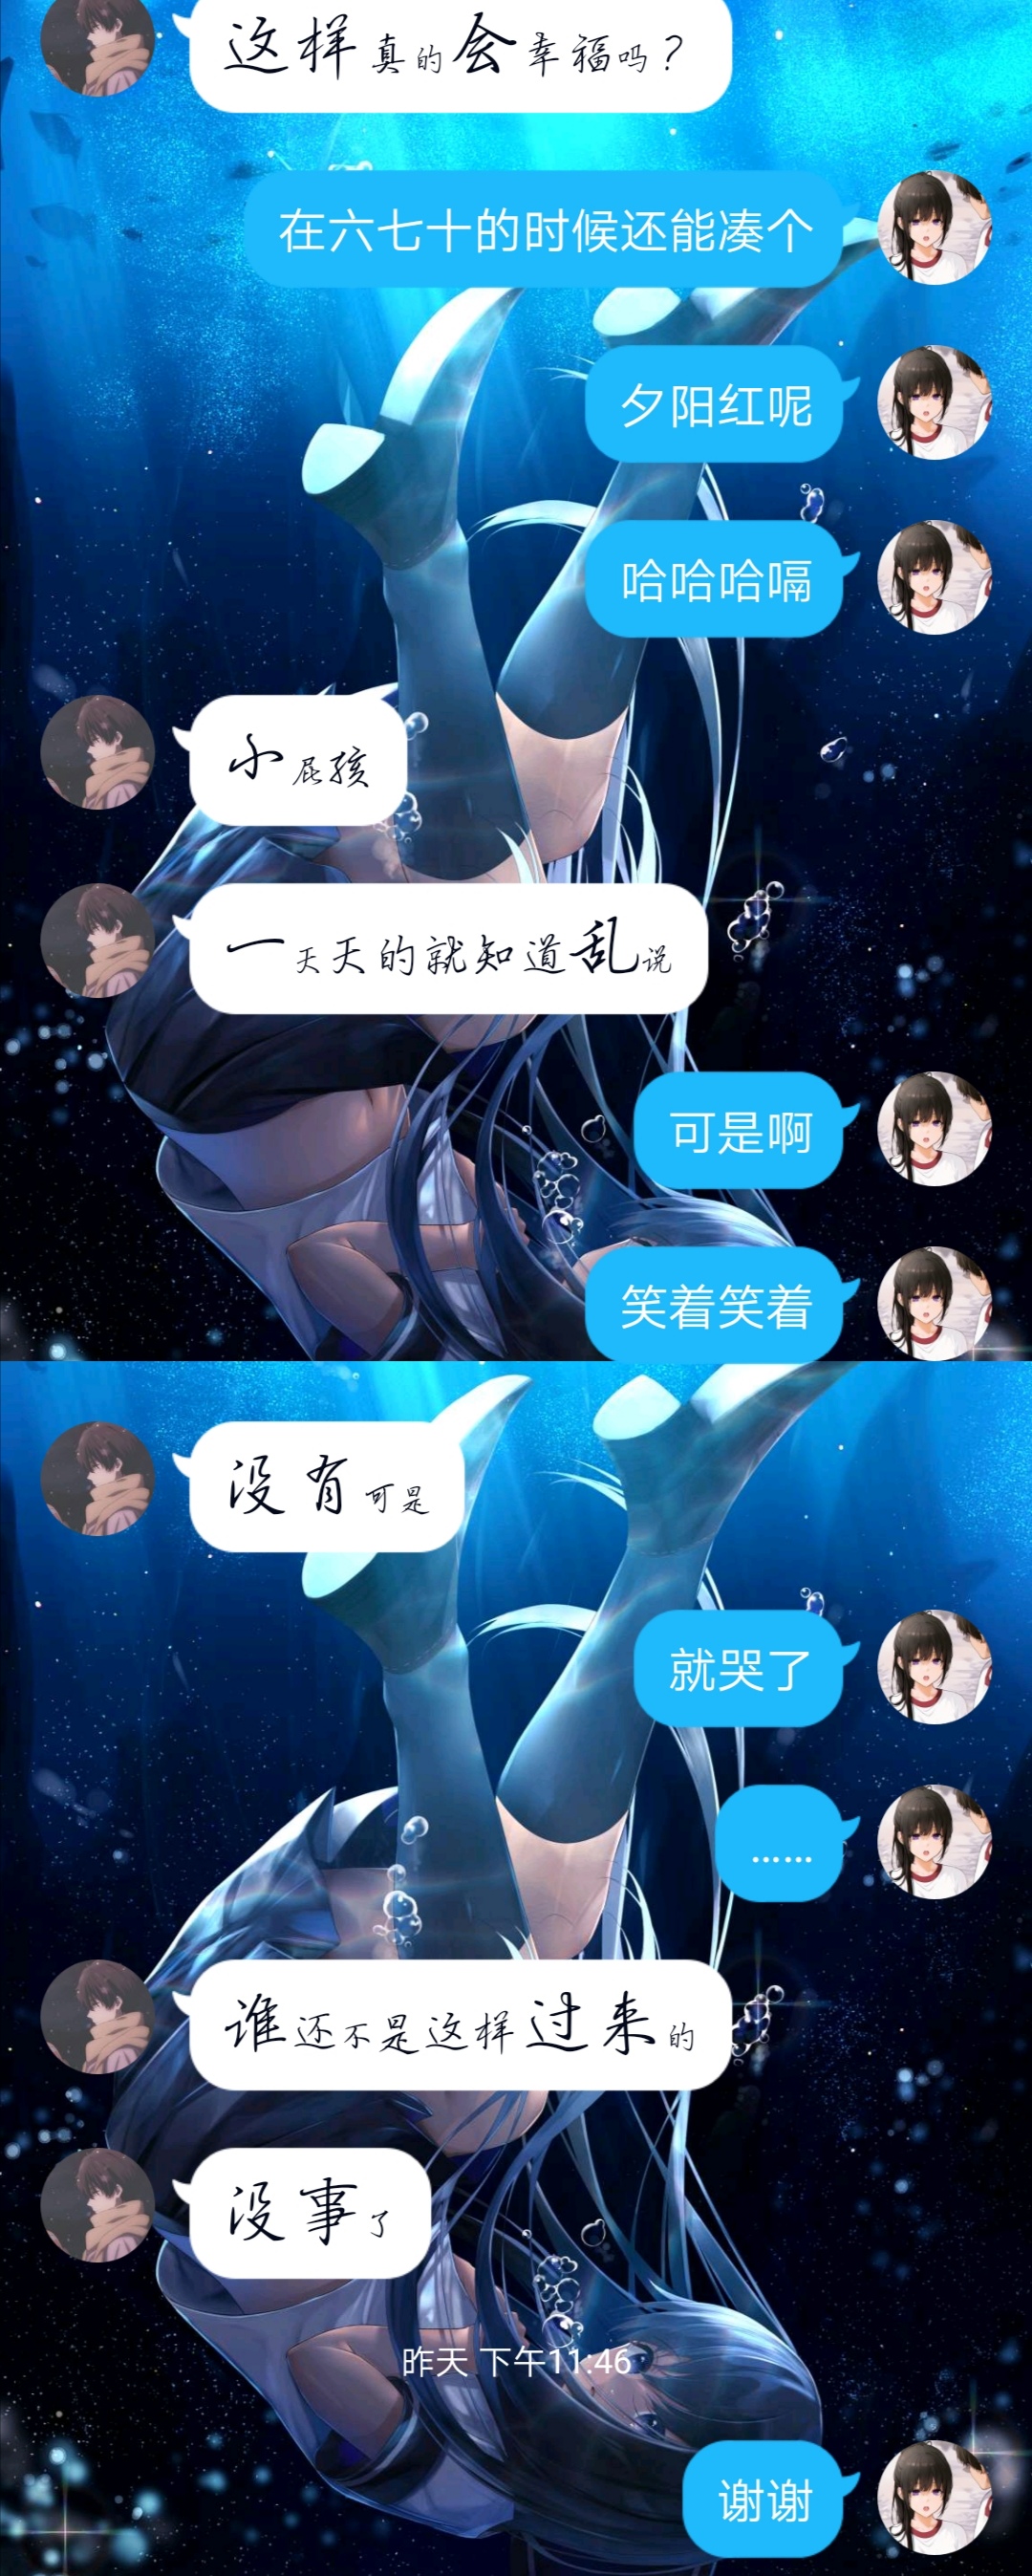 这样真的会幸福吗？
在六七十的时候还能凑个
夕阳红呢
哈哈哈嗝
小屁孩
一天天的就知道乱说
可是啊
笑着笑着
没有可是
就哭了
……
谁还不是这样过来的
没事了
昨天 下午11:46
谢谢